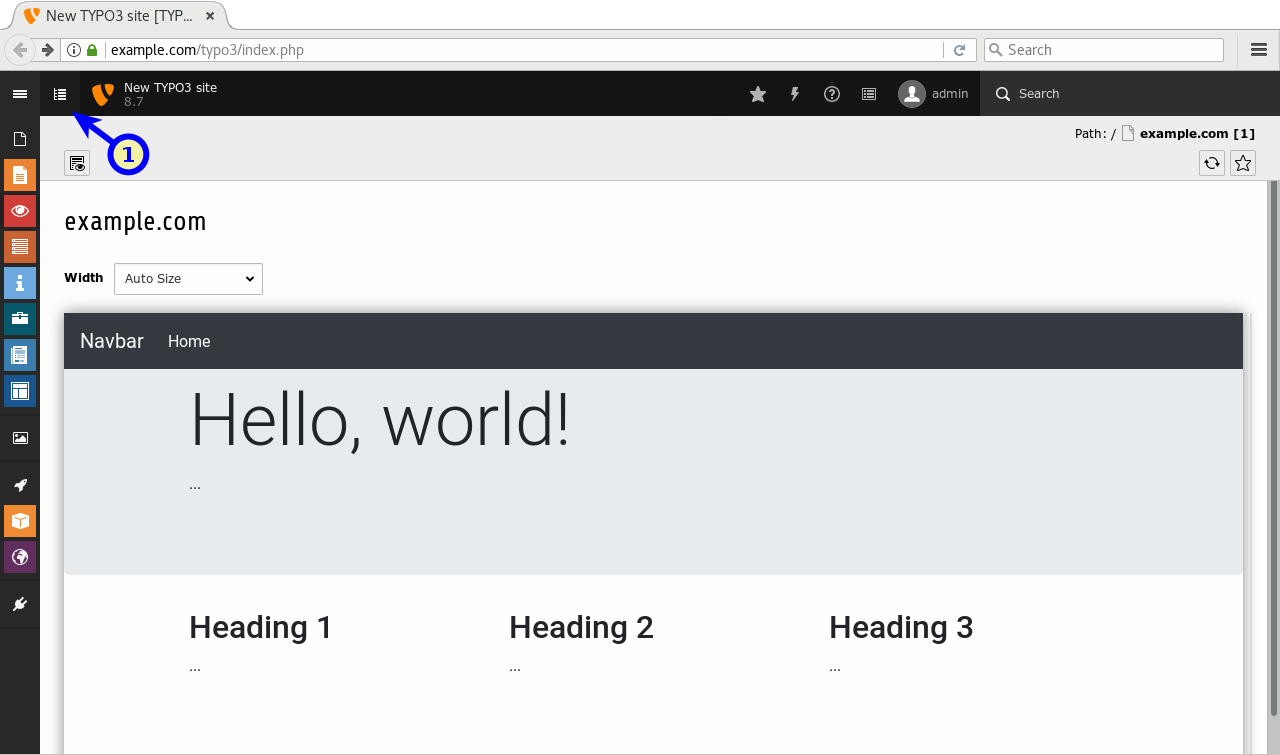 New TYPO3 site [TYP...
example.com/typo3/index.php
Search
New TYPO3 site
8.7
admin
Search
1
Path: / example.com [1]
example.com
Width
Auto Size
Navbar
Home
Hello, world!
...
Heading 1
Heading 2
Heading 3
...
...
...